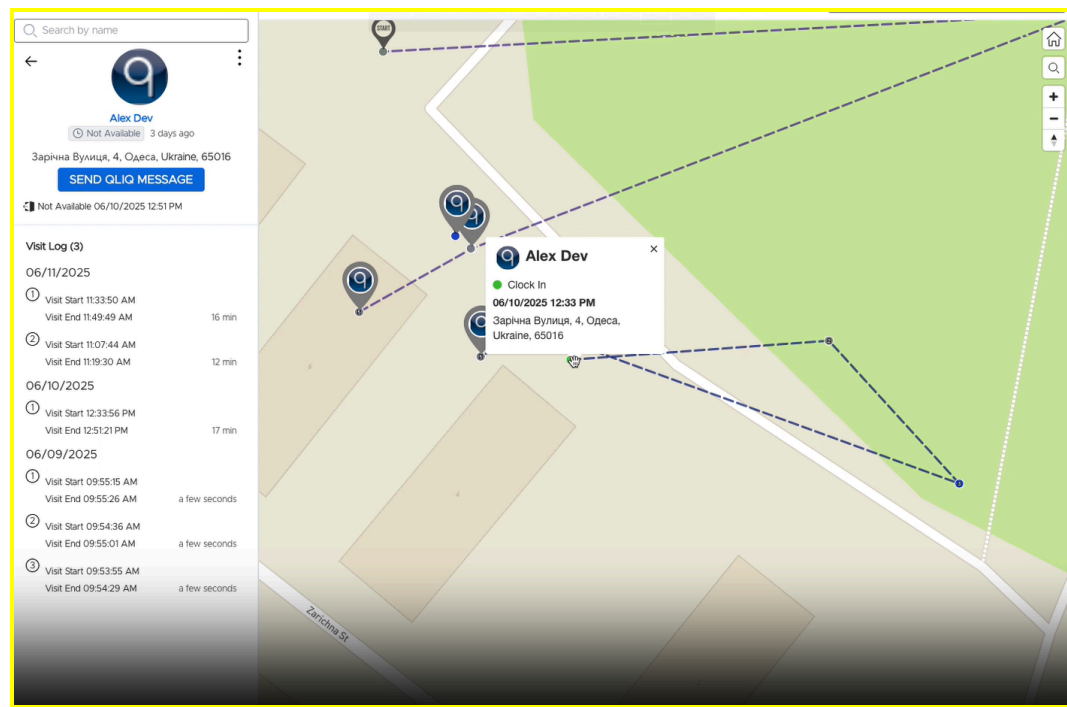 Search by name
Alex Dev
Not Available 3 days ago
Зарічна Вулиця, 4, Одеса, Ukraine, 65016
SEND QLIQ MESSAGE
Not Available 06/10/2025 12:51 PM
Visit Log (3)
06/11/2025
1 Visit Start 11:33:50 AM
Visit End 11:49:49 AM 16 min
2 Visit Start 11:07:44 AM
Visit End 11:19:30 AM 12 min
06/10/2025
1 Visit Start 12:33:56 PM
Visit End 12:51:21 PM 17 min
06/09/2025
1 Visit Start 09:55:15 AM
Visit End 09:55:26 AM a few seconds
2 Visit Start 09:54:36 AM
Visit End 09:55:01 AM a few seconds
3 Visit Start 09:53:55 AM
Visit End 09:54:29 AM a few seconds
START
Alex Dev
Clock In
06/10/2025 12:33 PM
Зарічна Вулиця, 4, Одеса,
Ukraine, 65016
Zarichna St